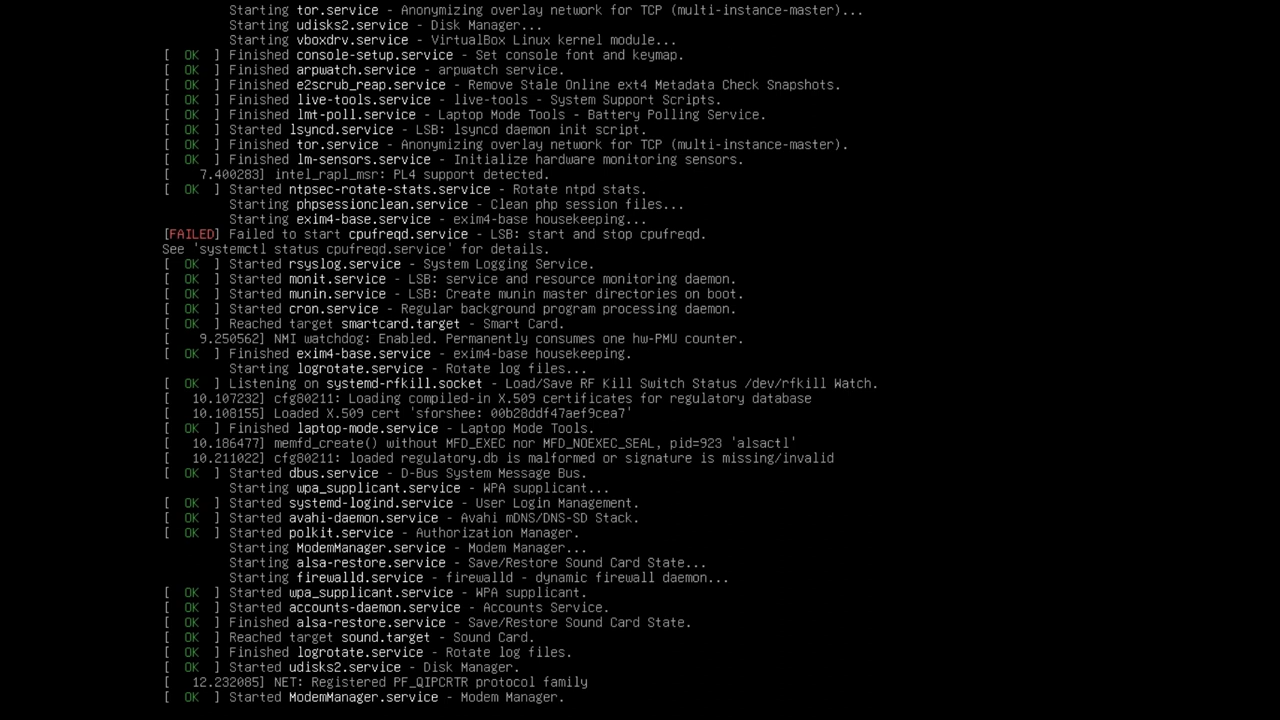 Starting tor.service - Anonymizing overlay network for TCP (multi-instance-master)...
Starting udisks2.service - Disk Manager...
Starting vboxdrv.service - VirtualBox Linux kernel module...
[  OK  ] Finished console-setup.service - Set console font and keymap.
[  OK  ] Finished arpwatch.service - arpwatch service.
[  OK  ] Finished e2scrub_reap.service - Remove Stale Online ext4 Metadata Check Snapshots.
[  OK  ] Finished live-tools.service - live-tools - System Support Scripts.
[  OK  ] Finished lmt-poll.service - Laptop Mode Tools - Battery Polling Service.
[  OK  ] Started lsyncd.service - LSB: lsyncd daemon init script.
[  OK  ] Finished tor.service - Anonymizing overlay network for TCP (multi-instance-master).
[  OK  ] Finished lm-sensors.service - Initialize hardware monitoring sensors.
[    7.400283] intel_rapl_msr: PL4 support detected.
[  OK  ] Started ntpsec-rotate-stats.service - Rotate ntpd stats.
Starting phpsessionclean.service - Clean php session files...
Starting exim4-base.service - exim4-base housekeeping...
[FAILED] Failed to start cpufreqd.service - LSB: start and stop cpufreqd.
See 'systemctl status cpufreqd.service' for details.
[  OK  ] Started rsyslog.service - System Logging Service.
[  OK  ] Started monit.service - LSB: service and resource monitoring daemon.
[  OK  ] Started munin.service - LSB: Create munin master directories on boot.
[  OK  ] Started cron.service - Regular background program processing daemon.
[  OK  ] Reached target smartcard.target - Smart Card.
[    9.250562] NMI watchdog: Enabled. Permanently consumes one hw-PMU counter.
[  OK  ] Finished exim4-base.service - exim4-base housekeeping.
Starting logrotate.service - Rotate log files...
[  OK  ] Listening on systemd-rfkill.socket - Load/Save RF Kill Switch Status /dev/rfkill Watch.
[   10.107232] cfg80211: Loading compiled-in X.509 certificates for regulatory database
[   10.108155] Loaded X.509 cert 'sforshee: 00b28ddf47aef9cea7'
[  OK  ] Finished laptop-mode.service - Laptop Mode Tools.
[   10.186477] memfd_create() without MFD_EXEC nor MFD_NOEXEC_SEAL, pid=923 'alsactl'
[   10.211022] cfg80211: loaded regulatory.db is malformed or signature is missing/invalid
[  OK  ] Started dbus.service - D-Bus System Message Bus.
Starting wpa_supplicant.service - WPA supplicant...
[  OK  ] Started systemd-logind.service - User Login Management.
[  OK  ] Started avahi-daemon.service - Avahi mDNS/DNS-SD Stack.
[  OK  ] Started polkit.service - Authorization Manager.
Starting ModemManager.service - Modem Manager...
Starting alsa-restore.service - Save/Restore Sound Card State...
Starting firewalld.service - firewalld - dynamic firewall daemon...
[  OK  ] Started wpa_supplicant.service - WPA supplicant.
[  OK  ] Started accounts-daemon.service - Accounts Service.
[  OK  ] Finished alsa-restore.service - Save/Restore Sound Card State.
[  OK  ] Reached target sound.target - Sound Card.
[  OK  ] Finished logrotate.service - Rotate log files.
[  OK  ] Started udisks2.service - Disk Manager.
[   12.232085] NET: Registered PF_QIPCRTR protocol family
[  OK  ] Started ModemManager.service - Modem Manager.